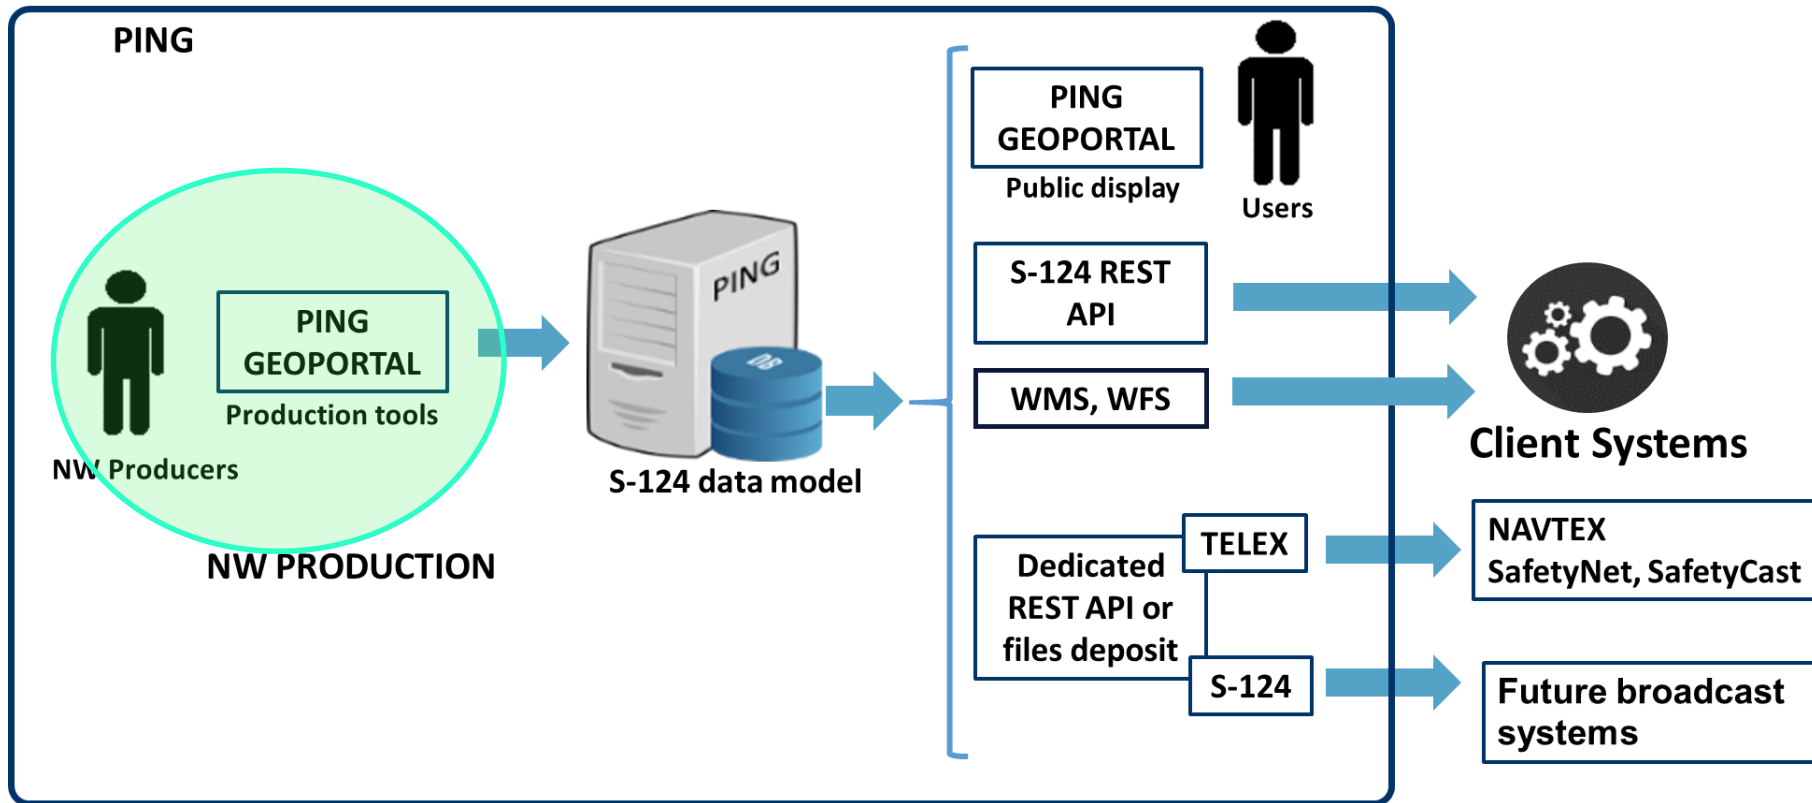 PING
NW Producers
PING
GEOPORTAL
Production tools
NW PRODUCTION
PING
DB
S-124 data model
PING
GEOPORTAL
Public display
Users
S-124 REST
API
WMS, WFS
Client Systems
Dedicated
REST API or
files deposit
TELEX
S-124
NAVTEX
SafetyNet, SafetyCast
Future broadcast
systems